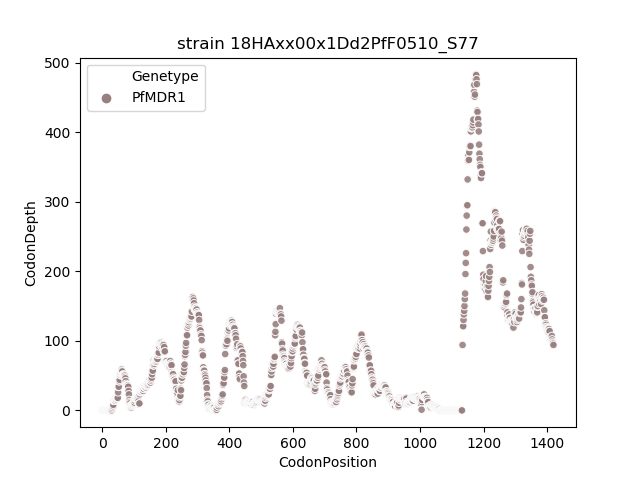 strain 18HAxx00x1Dd2PfF0510_S77
Genetype
PfMDR1
CodonDepth
500
400
300
200
100
0
0 200 400 600 800 1000 1200 1400
CodonPosition